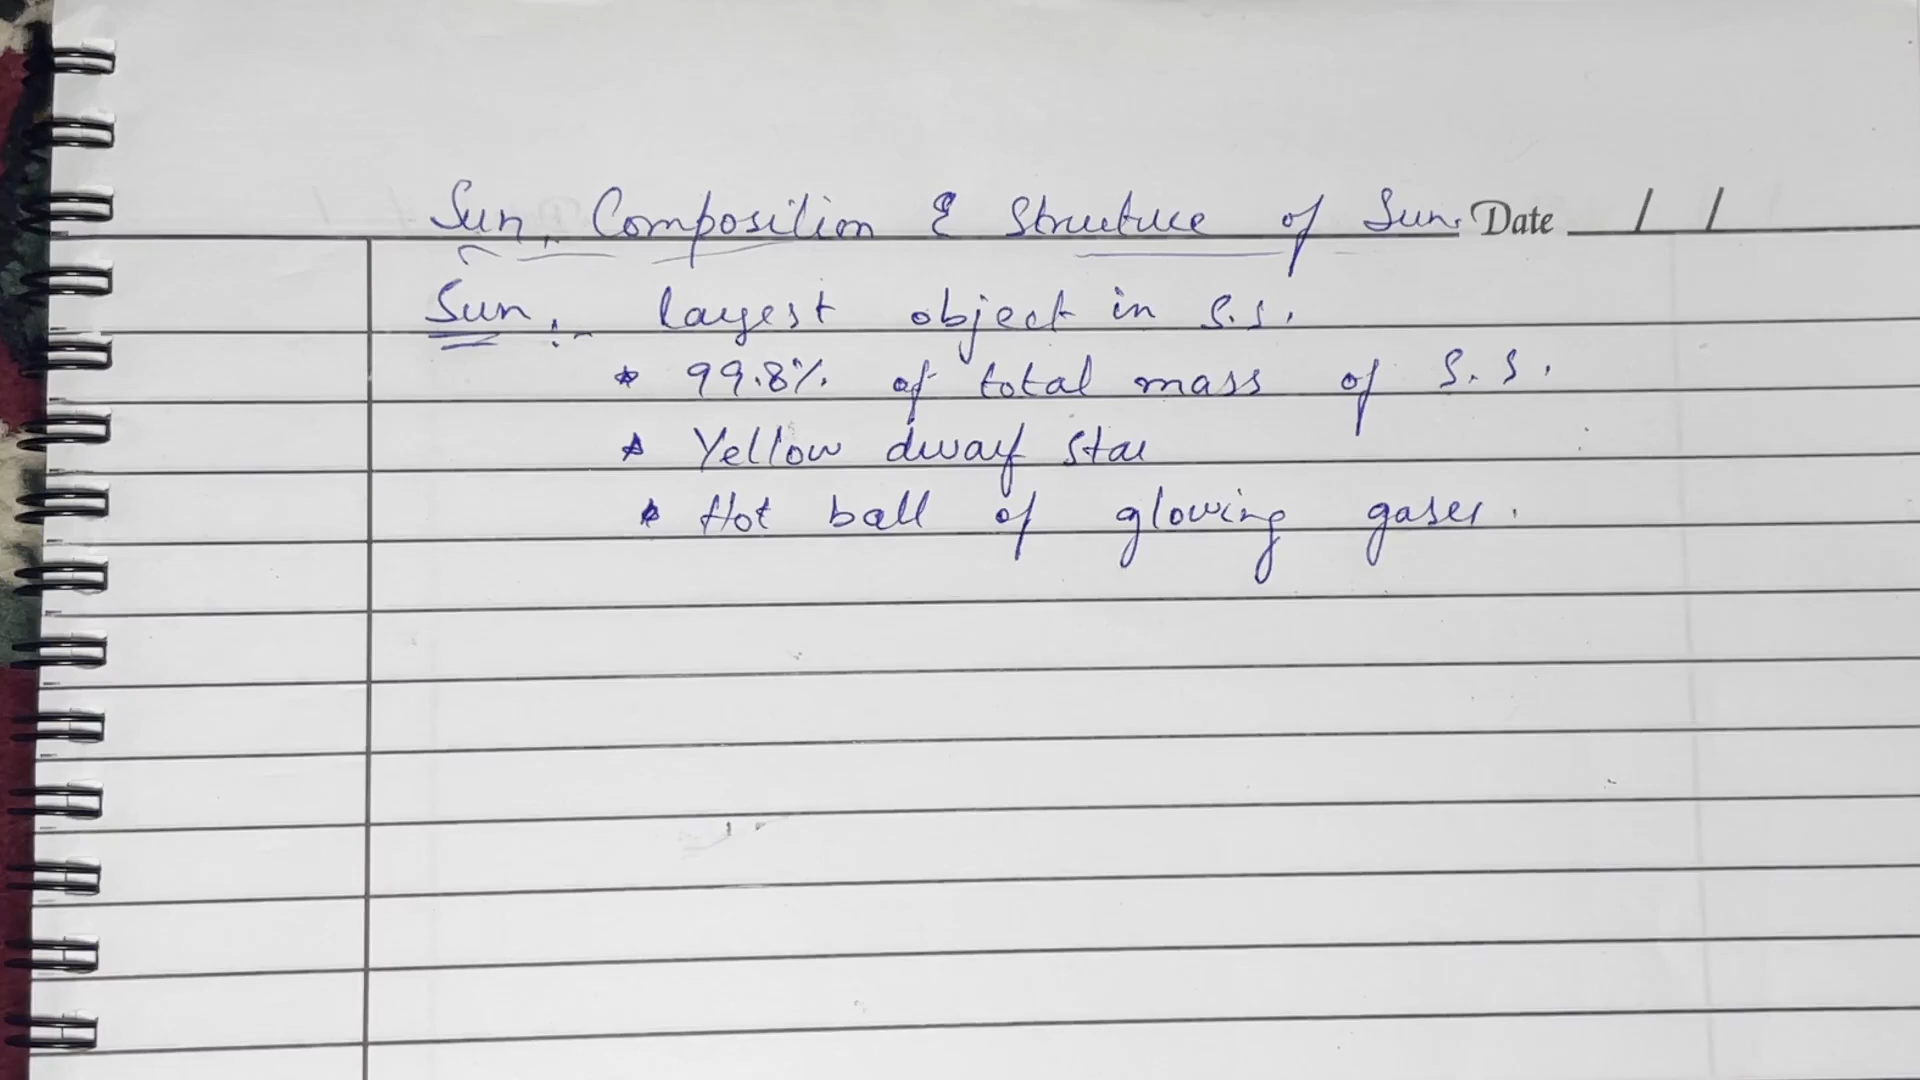 Sun, Composition & Structure of Sun. Date / /
Sun :- largest object in S.S.
* 99.8% of total mass of S.S.
* Yellow dwarf star
* Hot ball of glowing gases.